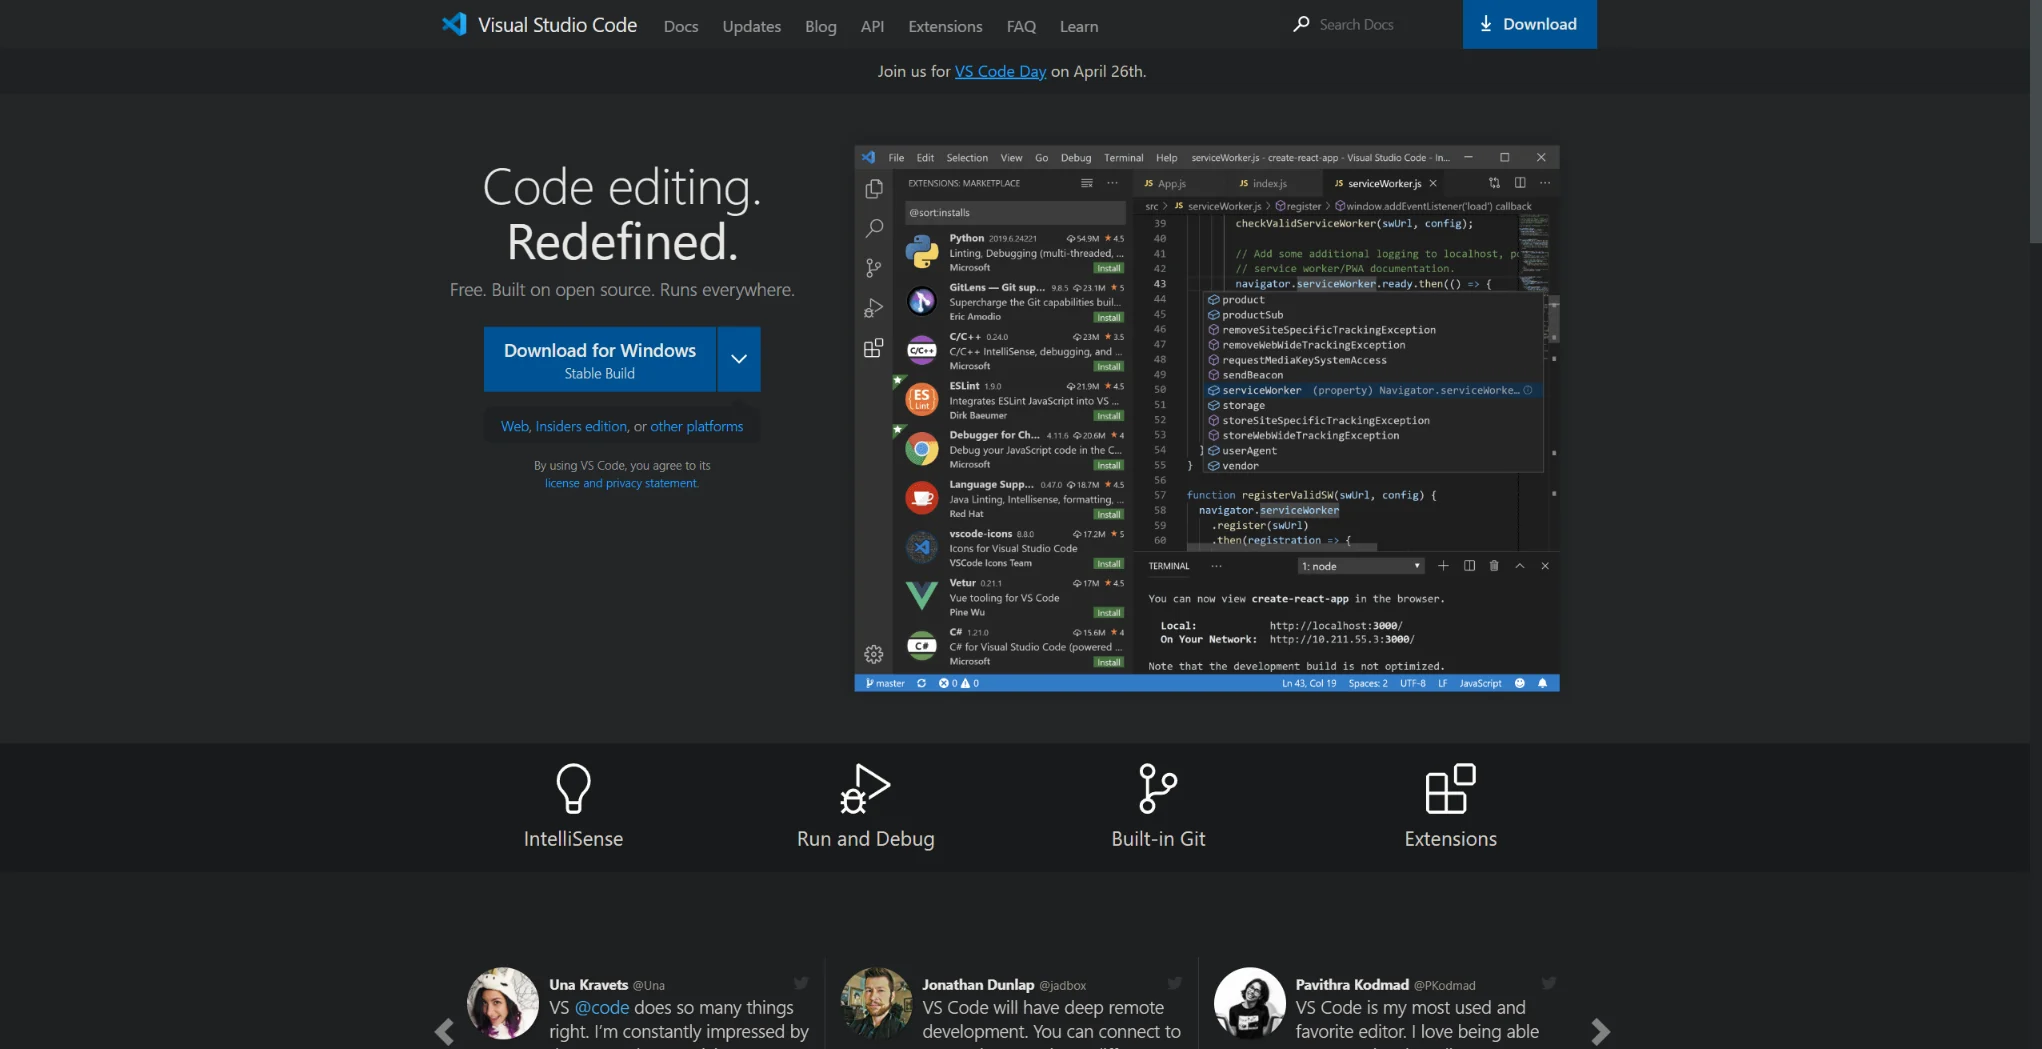 Visual Studio Code
Docs
Updates
Blog
API
Extensions
FAQ
Learn
Search Docs
Download
Join us for VS Code Day on April 26th.
Code editing.
Redefined.
Free. Built on open source. Runs everywhere.
Download for Windows
Stable Build
Web, Insiders edition, or other platforms
By using VS Code, you agree to its
license and privacy statement.
File Edit Selection View Go Debug Terminal Help serviceWorker.js - create-react-app - Visual Studio Code - In...
EXTENSIONS: MARKETPLACE
@sort:installs
Python 2019.6.24221 54.9M ★ 4.5
Linting, Debugging (multi-threaded, ...
Microsoft Install
GitLens — Git sup... 9.8.5 23.1M ★ 5
Supercharge the Git capabilities buil...
Eric Amodio Install
C/C++ 0.24.0 23M ★ 3.5
C/C++ IntelliSense, debugging, and ...
Microsoft Install
ESLint 1.9.0 21.9M ★ 4.5
Integrates ESLint JavaScript into VS ...
Dirk Baeumer Install
Debugger for Ch... 4.11.6 20.6M ★ 4
Debug your JavaScript code in the C...
Microsoft Install
Language Supp... 0.47.0 18.7M ★ 4.5
Java Linting, Intellisense, formatting, ...
Red Hat Install
vscode-icons 8.8.0 17.2M ★ 5
Icons for Visual Studio Code
VSCode Icons Team Install
Vetur 0.21.1 17M ★ 4.5
Vue tooling for VS Code
Pine Wu Install
C# 1.21.0 15.6M ★ 4
C# for Visual Studio Code (powered ...
Microsoft Install
C/C++
ES
Lint
C#
JS App.js
JS index.js
JS serviceWorker.js
src > JS serviceWorker.js > register > window.addEventListener('load') callback
39 checkValidServiceWorker(swUrl, config);
40
41 // Add some additional logging to localhost, po
42 // service worker/PWA documentation.
43 navigator.serviceWorker.ready.then(() => {
44 product
45 productSub
46 removeSiteSpecificTrackingException
47 removeWebWideTrackingException
48 requestMediaKeySystemAccess
49 sendBeacon
50 serviceWorker (property) Navigator.serviceWorke...
51 storage
52 storeSiteSpecificTrackingException
53 storeWebWideTrackingException
54 userAgent
55 } vendor
56
57 function registerValidSW(swUrl, config) {
58 navigator.serviceWorker
59 .register(swUrl)
60 .then(registration => {
TERMINAL ... 1: node
You can now view create-react-app in the browser.
Local: http://localhost:3000/
On Your Network: http://10.211.55.3:3000/
Note that the development build is not optimized.
master 0 0 Ln 43, Col 19 Spaces: 2 UTF-8 LF JavaScript
IntelliSense
Run and Debug
Built-in Git
Extensions
Una Kravets @Una
VS @code does so many things
right. I'm constantly impressed by
Jonathan Dunlap @jadbox
VS Code will have deep remote
development. You can connect to
Pavithra Kodmad @PKodmad
VS Code is my most used and
favorite editor. I love being able